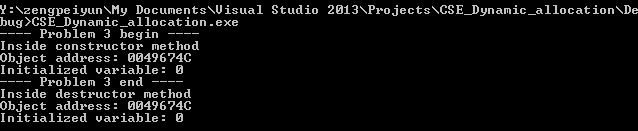 Y:\zengpeiyun\My Documents\Visual Studio 2013\Projects\CSE_Dynamic_allocation\De
bug>CSE_Dynamic_allocation.exe
---- Problem 3 begin ----
Inside constructor method
Object address: 0049674C
Initialized variable: 0
---- Problem 3 end ----
Inside destructor method
Object address: 0049674C
Initialized variable: 0